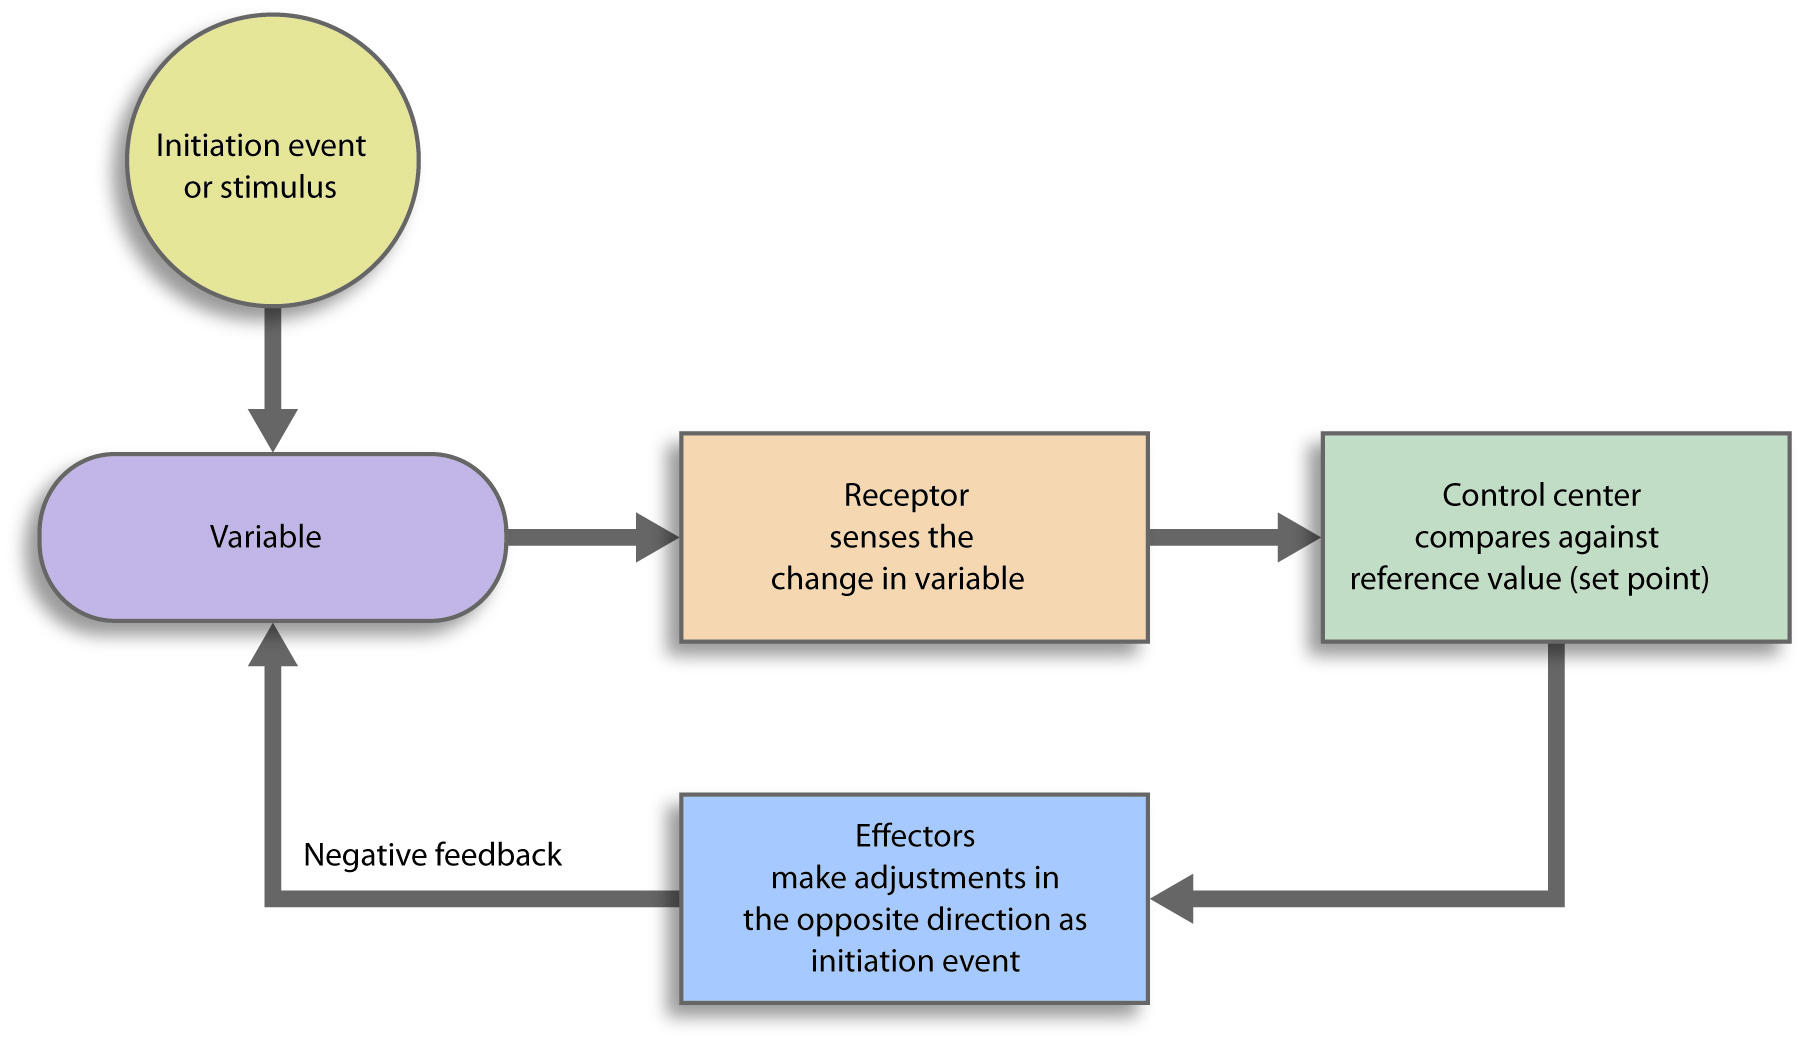 Initiation event
or stimulus
Variable
Receptor
senses the
change in variable
Control center
compares against
reference value (set point)
Effectors
make adjustments in
the opposite direction as
initiation event
Negative feedback